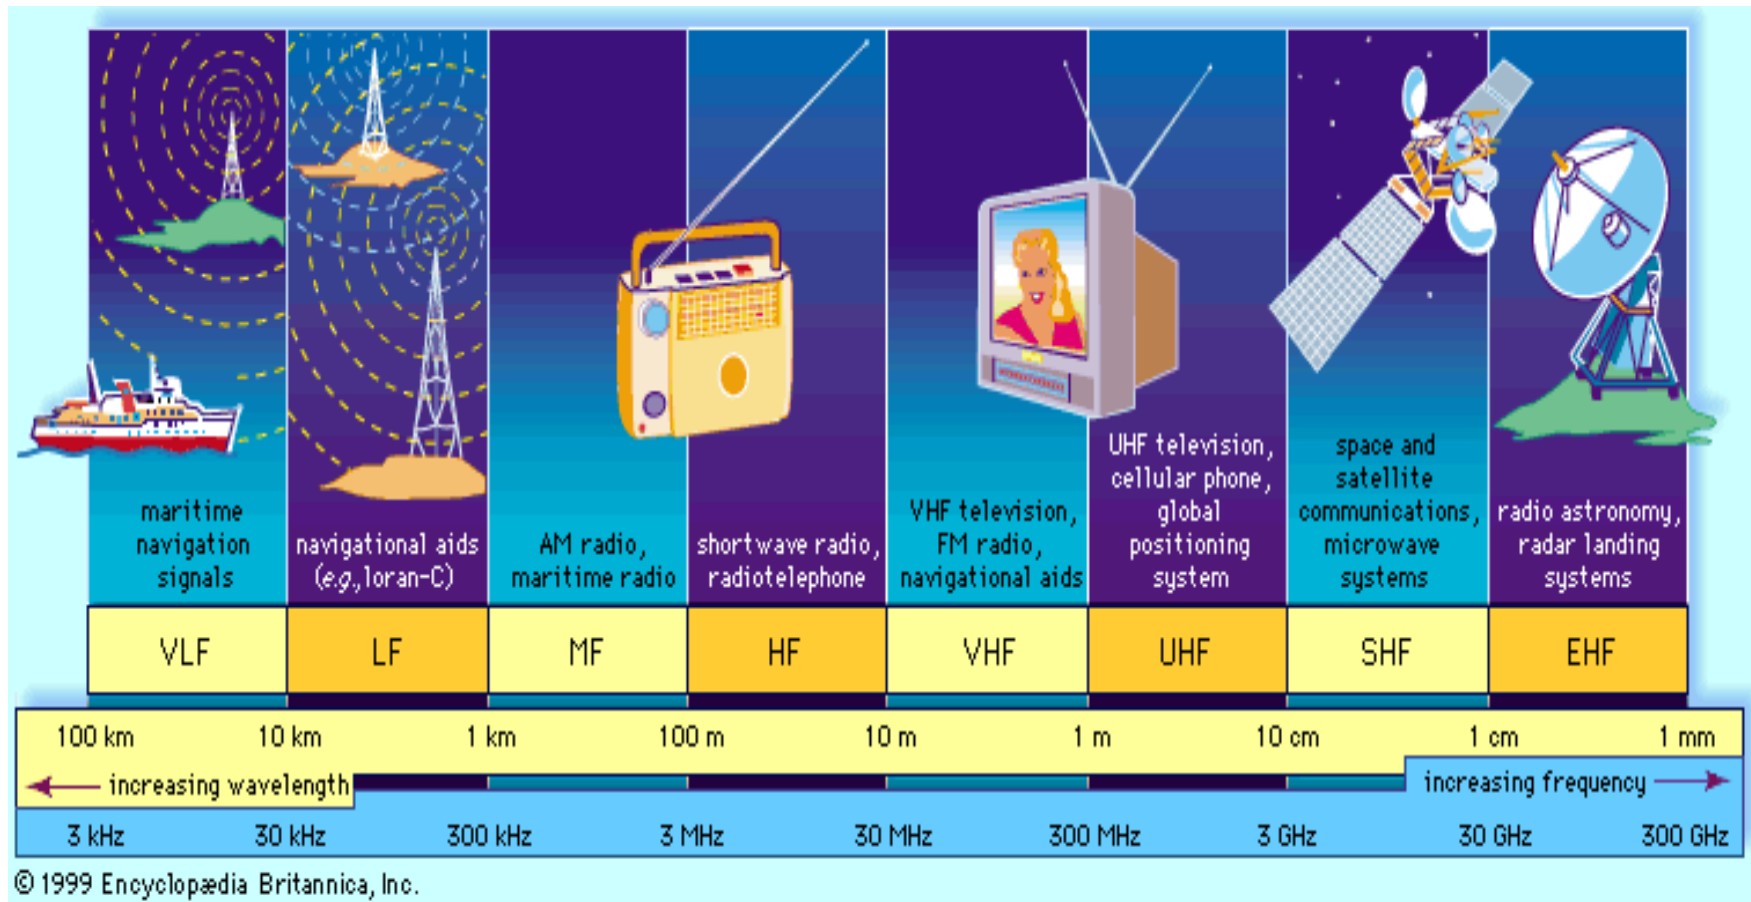 maritime
navigation
signals
navigational aids
(e.g., loran-C)
AM radio,
maritime radio
shortwave radio,
radiotelephone
VHF television,
FM radio,
navigational aids
UHF television,
cellular phone,
global
positioning
system
space and
satellite
communications,
microwave
systems
radio astronomy,
radar landing
systems
VLF LF MF HF VHF UHF SHF EHF
100 km 10 km 1 km 100 m 10 m 1 m 10 cm 1 cm 1 mm
increasing wavelength increasing frequency
3 kHz 30 kHz 300 kHz 3 MHz 30 MHz 300 MHz 3 GHz 30 GHz 300 GHz
© 1999 Encyclopædia Britannica, Inc.